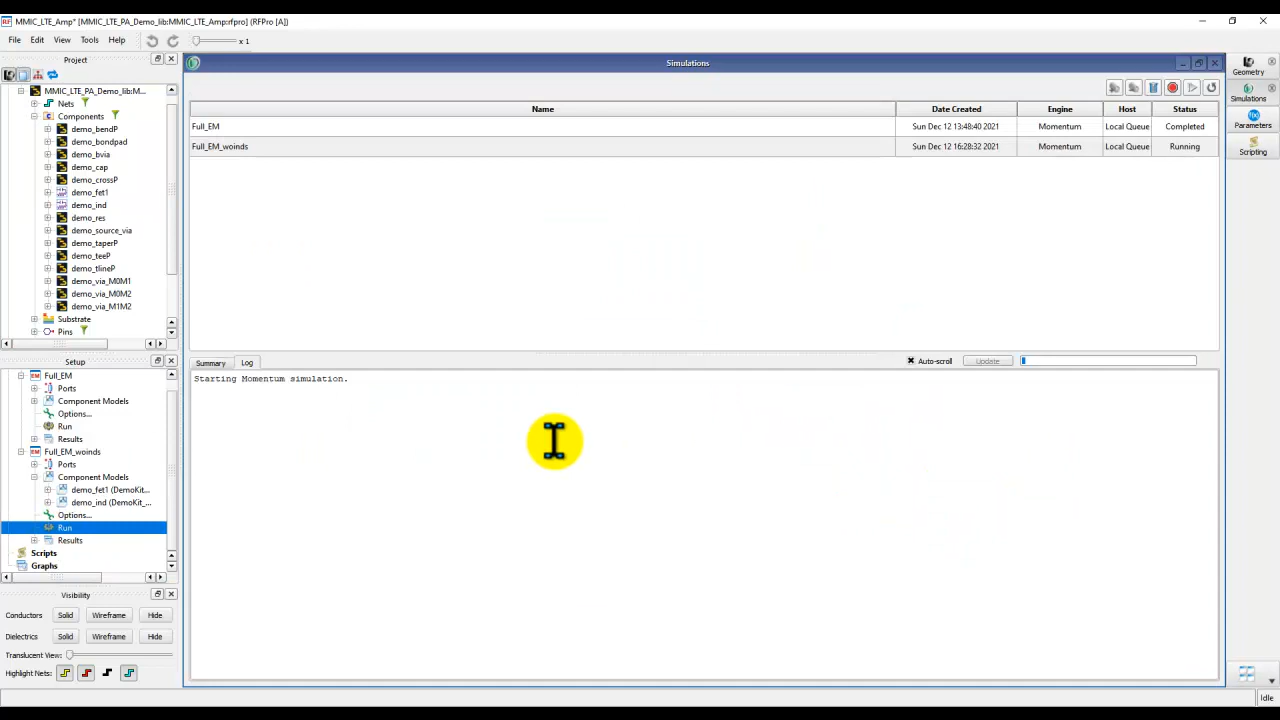 MMIC_LTE_Amp* [MMIC_LTE_PA_Demo_lib:MMIC_LTE_Amp:rfpro] (RFPro [A])
File Edit View Tools Help x 1
Project
MMIC_LTE_PA_Demo_lib:M...
Nets
Components
demo_bendP
demo_bondpad
demo_bvia
demo_cap
demo_crossP
demo_fet1
demo_ind
demo_res
demo_source_via
demo_taperP
demo_teeP
demo_tlineP
demo_via_M0M1
demo_via_M0M2
demo_via_M1M2
Substrate
Pins
Setup
Full_EM
Ports
Component Models
Options...
Run
Results
Full_EM_woinds
Ports
Component Models
demo_fet1 (DemoKit...
demo_ind (DemoKit_...
Options...
Run
Results
Scripts
Graphs
Visibility
Conductors Solid Wireframe Hide
Dielectrics Solid Wireframe Hide
Translucent View:
Highlight Nets:
Simulations
Name Date Created Engine Host Status
Full_EM Sun Dec 12 13:48:40 2021 Momentum Local Queue Completed
Full_EM_woinds Sun Dec 12 16:28:32 2021 Momentum Local Queue Running
Summary Log Auto-scroll Update
Starting Momentum simulation.
Geometry
Simulations
Parameters
Scripting
Idle